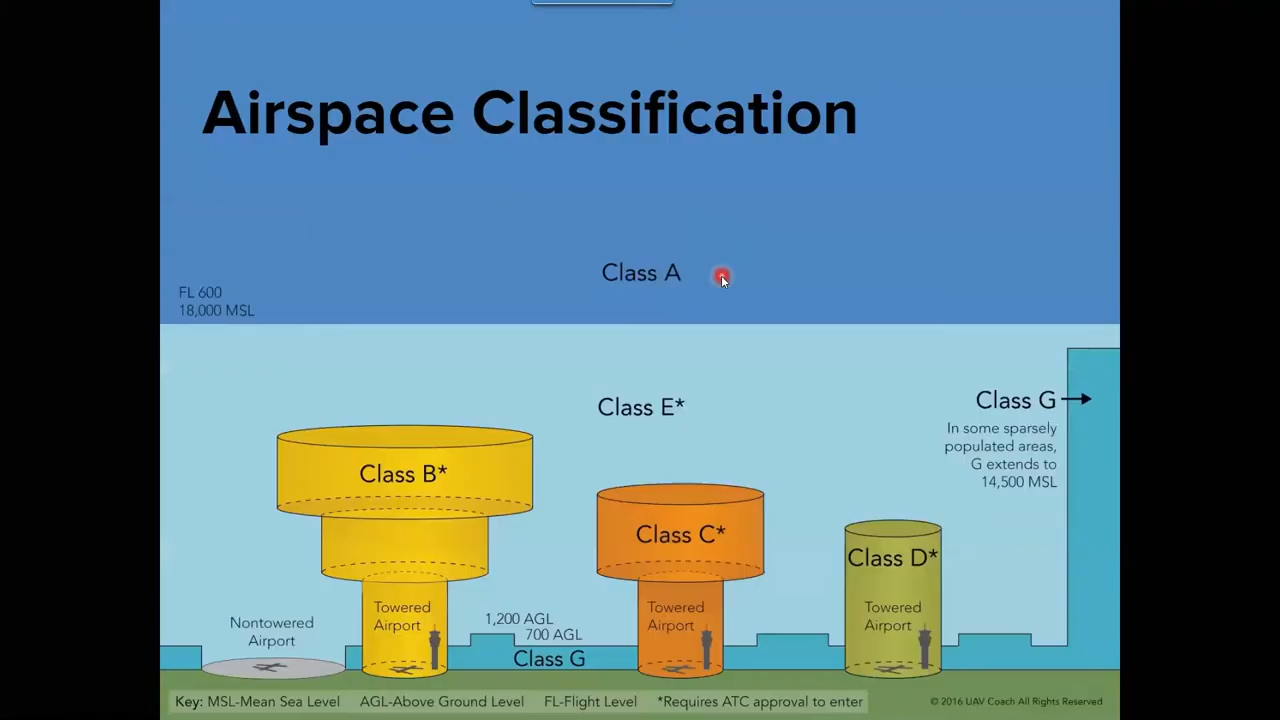 Airspace Classification
Class A
FL 600
18,000 MSL
Class E*
Class G
In some sparsely
populated areas,
G extends to
14,500 MSL
Class B*
Class C*
Class D*
Nontowered
Airport
Towered
Airport
1,200 AGL
700 AGL
Class G
Towered
Airport
Towered
Airport
Key: MSL-Mean Sea Level AGL-Above Ground Level FL-Flight Level *Requires ATC approval to enter
© 2016 UAV Coach All Rights Reserved